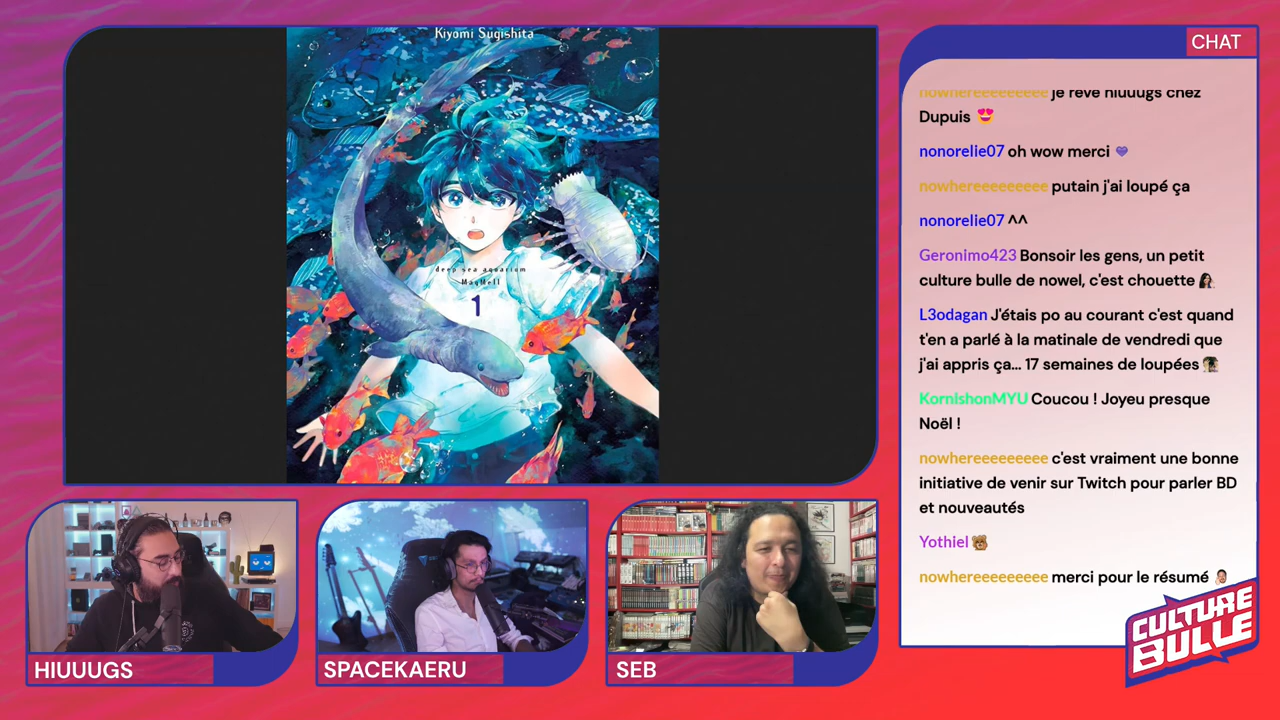 Kiyomi Sugishita
deep sea aquarium
MagMell
1
CHAT
nowhereeeeeeeee je rêve hiuuugs chez
Dupuis 😍
nonorelie07 oh wow merci 💜
nowhereeeeeeeee putain j'ai loupé ça
nonorelie07 ^^
Geronimo423 Bonsoir les gens, un petit
culture bulle de nowel, c'est chouette
L3odagan J'étais po au courant c'est quand
t'en a parlé à la matinale de vendredi que
j'ai appris ça... 17 semaines de loupées
KornishonMYU Coucou ! Joyeu presque
Noël !
nowhereeeeeeeee c'est vraiment une bonne
initiative de venir sur Twitch pour parler BD
et nouveautés
Yothiel
nowhereeeeeeeee merci pour le résumé
CULTURE
BULLE
HIUUUGS
SPACEKAERU
SEB